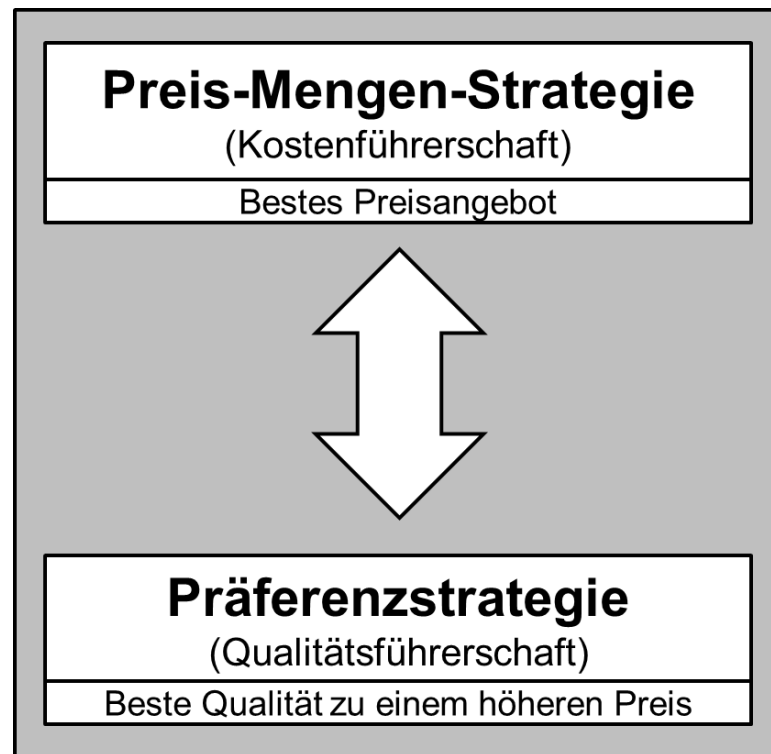 Preis-Mengen-Strategie
(Kostenführerschaft)
Bestes Preisangebot
Präferenzstrategie
(Qualitätsführerschaft)
Beste Qualität zu einem höheren Preis